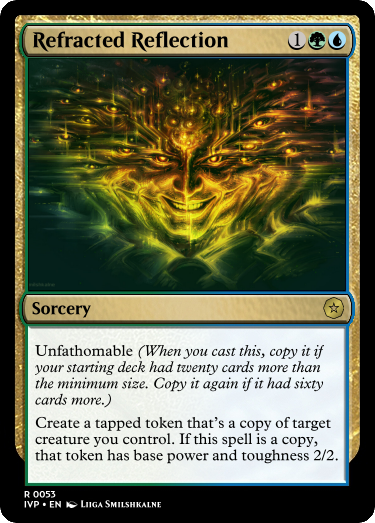 Refracted Reflection 1
Sorcery
Unfathomable (When you cast this, copy it if
your starting deck had twenty cards more than
the minimum size. Copy it again if it had sixty
cards more.)
Create a tapped token that's a copy of target
creature you control. If this spell is a copy,
that token has base power and toughness 2/2.
R 0053
IVP • EN Liiga Smilshkalne